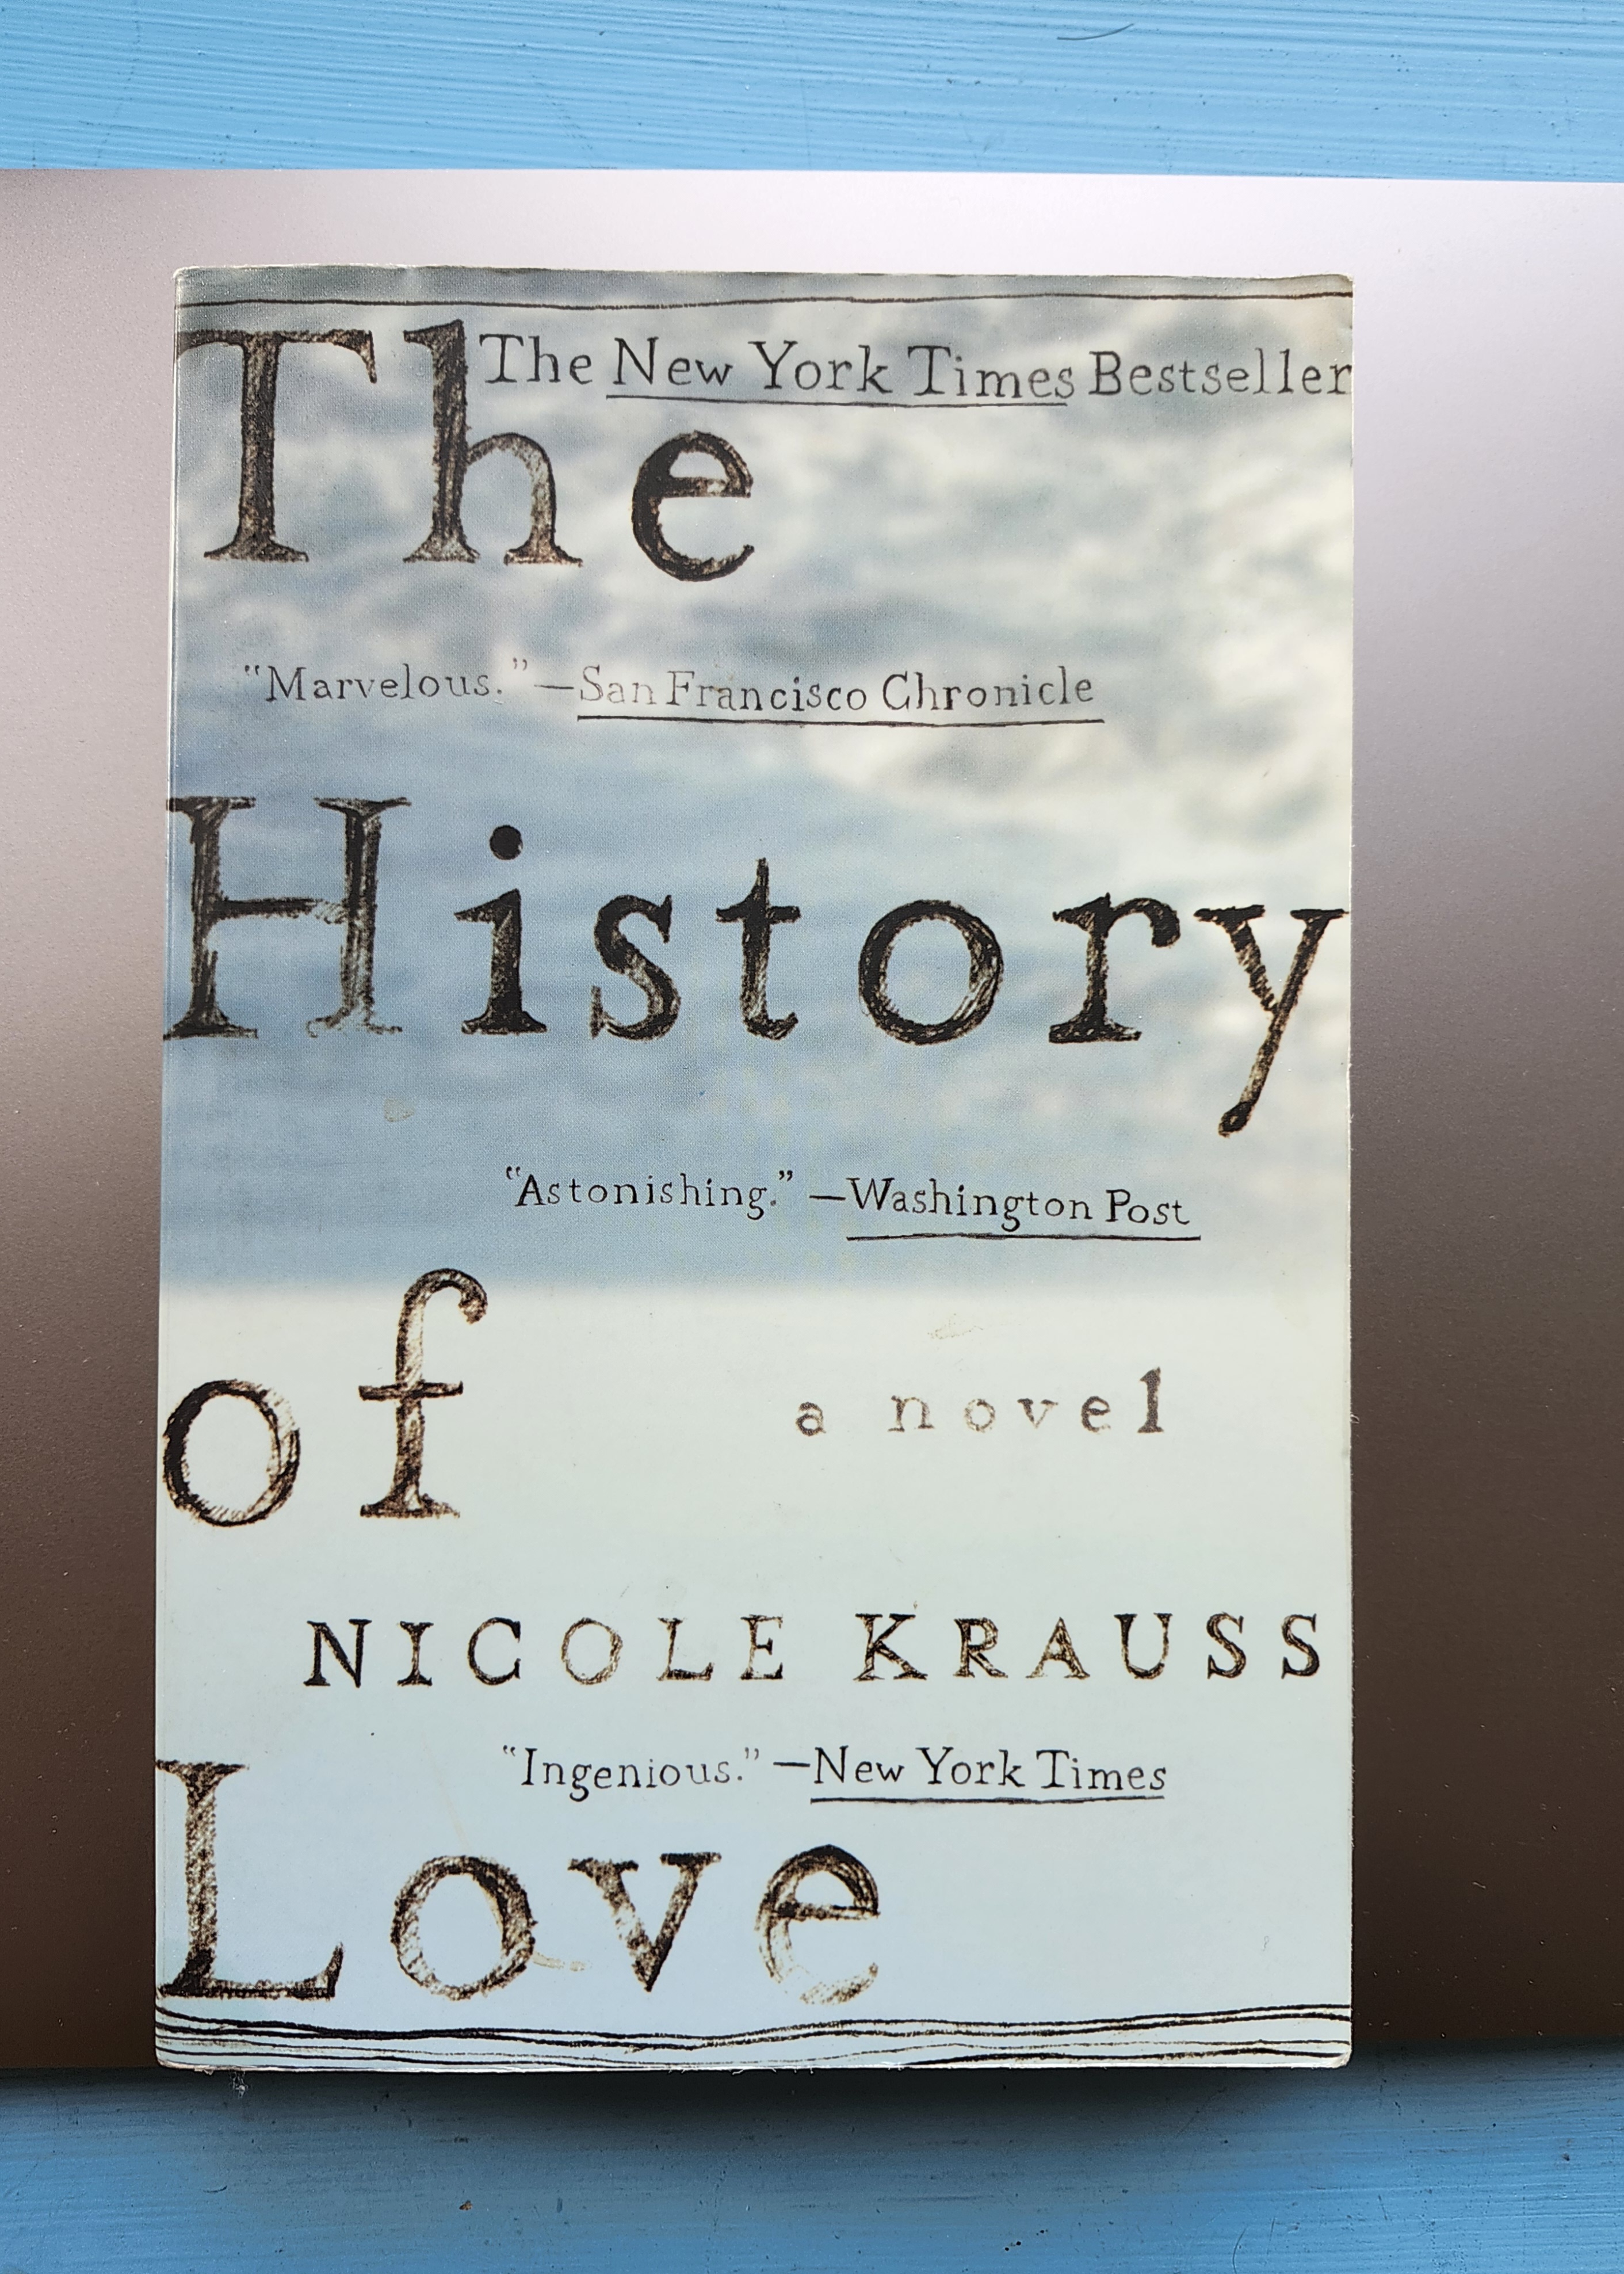 The New York Times Bestseller
The
"Marvelous."—San Francisco Chronicle
History
"Astonishing." —Washington Post
of
a novel
NICOLE KRAUSS
"Ingenious." —New York Times
Love